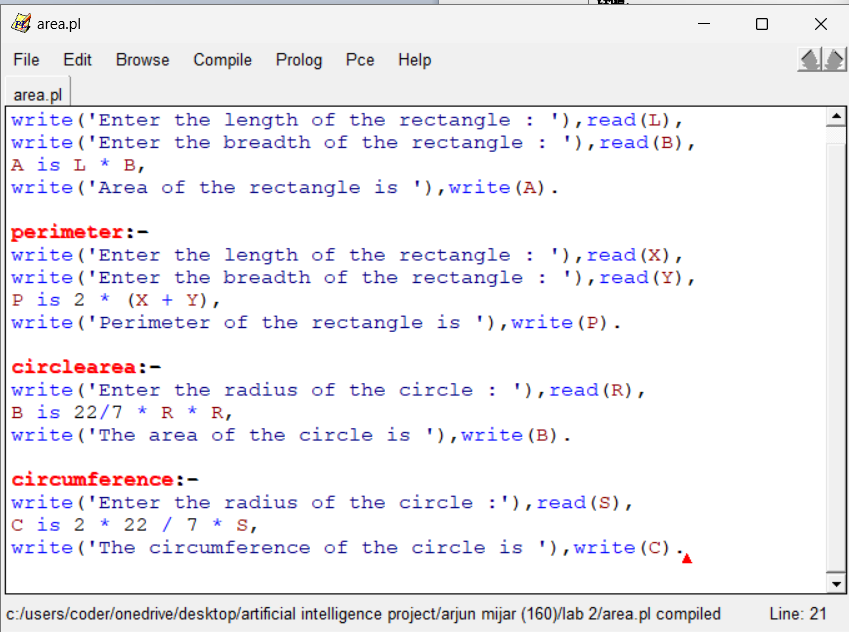 area.pl
File Edit Browse Compile Prolog Pce Help
area.pl
write('Enter the length of the rectangle : '),read(L),
write('Enter the breadth of the rectangle : '),read(B),
A is L * B,
write('Area of the rectangle is '),write(A).
perimeter:-
write('Enter the length of the rectangle : '),read(X),
write('Enter the breadth of the rectangle : '),read(Y),
P is 2 * (X + Y),
write('Perimeter of the rectangle is '),write(P).
circlearea:-
write('Enter the radius of the circle : '),read(R),
B is 22/7 * R * R,
write('The area of the circle is '),write(B).
circumference:-
write('Enter the radius of the circle :'),read(S),
C is 2 * 22 / 7 * S,
write('The circumference of the circle is '),write(C).
c:/users/coder/onedrive/desktop/artificial intelligence project/arjun mijar (160)/lab 2/area.pl compiled Line: 21